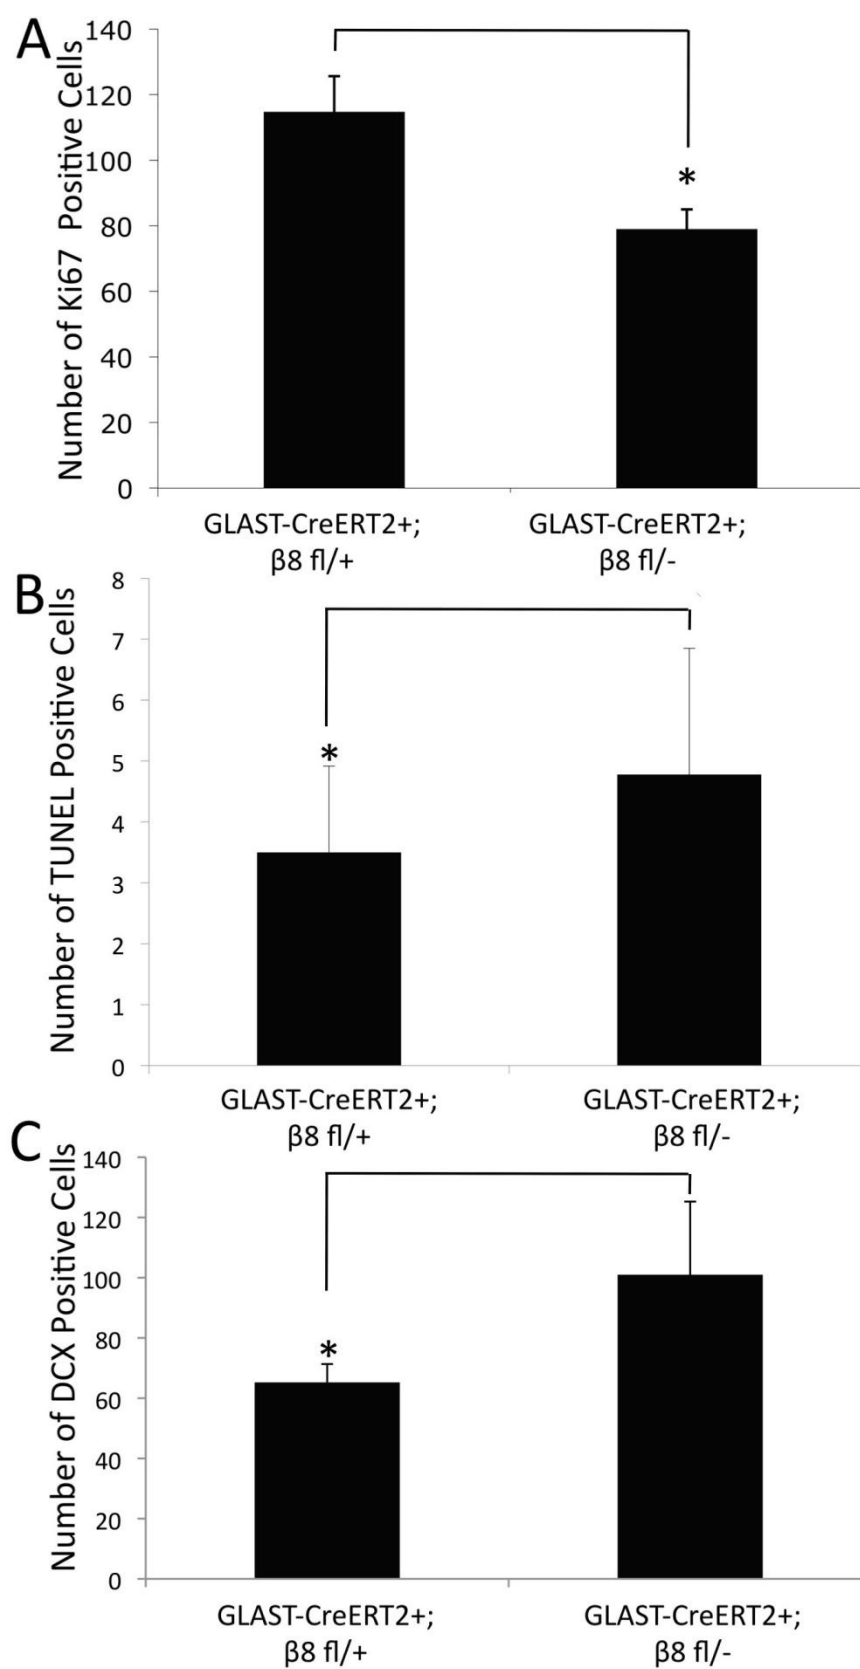 A
Number of Ki67 Positive Cells
140
120
100
80
60
40
20
0
*
GLAST-CreERT2+;
β8 fl/+
GLAST-CreERT2+;
β8 fl/-
B
Number of TUNEL Positive Cells
8
7
6
5
4
3
2
1
0
*
GLAST-CreERT2+;
β8 fl/+
GLAST-CreERT2+;
β8 fl/-
C
Number of DCX Positive Cells
140
120
100
80
60
40
20
0
*
GLAST-CreERT2+;
β8 fl/+
GLAST-CreERT2+;
β8 fl/-